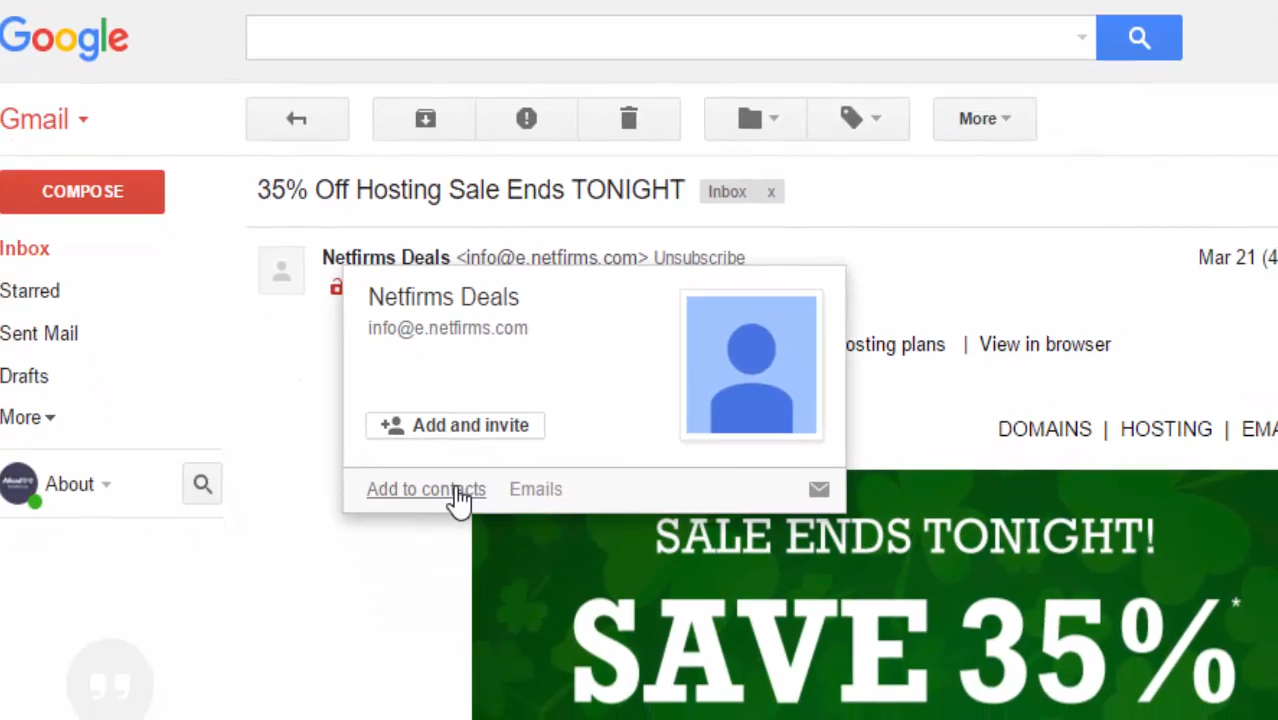 Google
Gmail
More
COMPOSE
35% Off Hosting Sale Ends TONIGHT Inbox x
Inbox
Netfirms Deals <info@e.netfirms.com> Unsubscribe
Mar 21 (4
Starred
Netfirms Deals
info@e.netfirms.com
Sent Mail
osting plans | View in browser
Drafts
More
Add and invite
DOMAINS | HOSTING | EMA
About
Add to contacts Emails
SALE ENDS TONIGHT!
SAVE 35%*